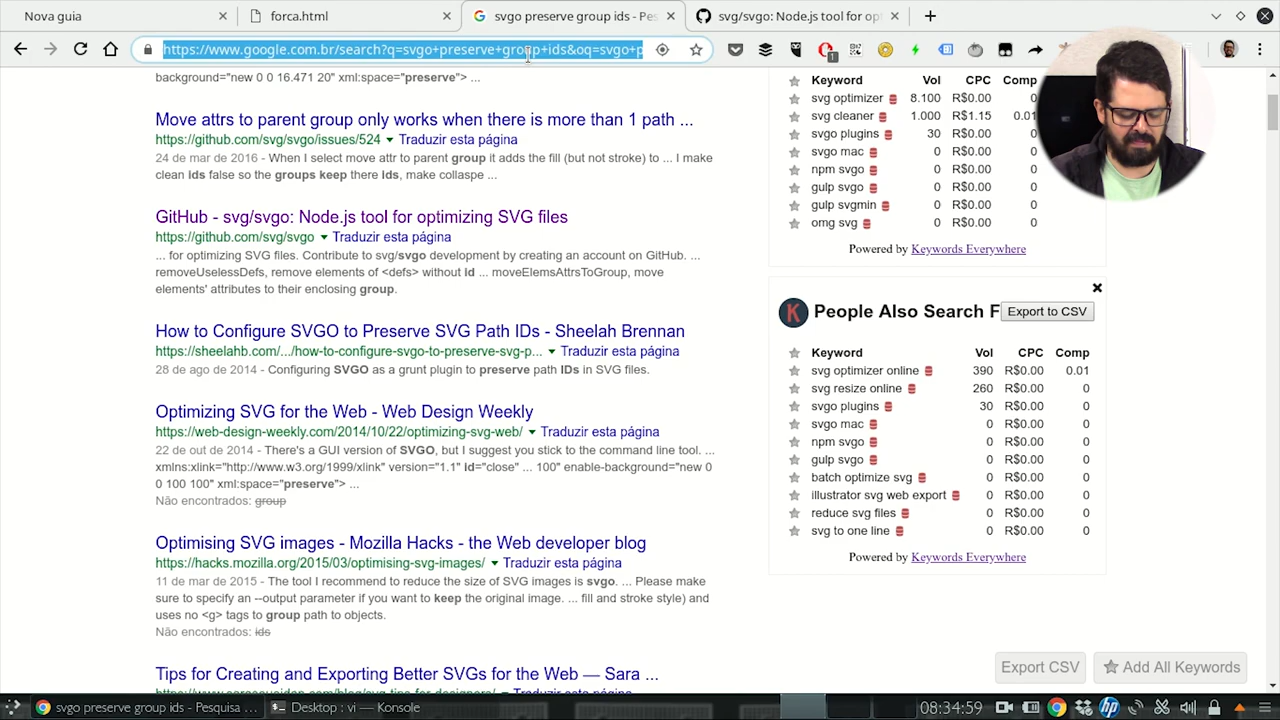 Nova guia
forca.html
svgo preserve group ids - Pes
svg/svgo: Node.js tool for opt
https://www.google.com.br/search?q=svgo+preserve+group+ids&oq=svgo+p
1
background="new 0 0 16.471 20" xml:space="preserve"> ...
Move attrs to parent group only works when there is more than 1 path ...
https://github.com/svg/svgo/issues/524 Traduzir esta página
24 de mar de 2016 - When I select move attr to parent group it adds the fill (but not stroke) to ... I make
clean ids false so the groups keep there ids, make collaspe ...
GitHub - svg/svgo: Node.js tool for optimizing SVG files
https://github.com/svg/svgo Traduzir esta página
... for optimizing SVG files. Contribute to svg/svgo development by creating an account on GitHub. ...
removeUselessDefs, remove elements of <defs> without id ... moveElemsAttrsToGroup, move
elements' attributes to their enclosing group.
How to Configure SVGO to Preserve SVG Path IDs - Sheelah Brennan
https://sheelahb.com/.../how-to-configure-svgo-to-preserve-svg-p... Traduzir esta página
28 de ago de 2014 - Configuring SVGO as a grunt plugin to preserve path IDs in SVG files.
Optimizing SVG for the Web - Web Design Weekly
https://web-design-weekly.com/2014/10/22/optimizing-svg-web/ Traduzir esta página
22 de out de 2014 - There's a GUI version of SVGO, but I suggest you stick to the command line tool. ...
xmlns:xlink="http://www.w3.org/1999/xlink" version="1.1" id="close" ... 100" enable-background="new 0
0 100 100" xml:space="preserve"> ...
Não encontrados: group
Optimising SVG images - Mozilla Hacks - the Web developer blog
https://hacks.mozilla.org/2015/03/optimising-svg-images/ Traduzir esta página
11 de mar de 2015 - The tool I recommend to reduce the size of SVG images is svgo. ... Please make
sure to specify an --output parameter if you want to keep the original image. ... fill and stroke style) and
uses no <g> tags to group path to objects.
Não encontrados: ids
Tips for Creating and Exporting Better SVGs for the Web — Sara ...
Keyword Vol CPC Comp
svg optimizer 8.100 R$0.00 0
svg cleaner 1.000 R$1.15 0.01
svgo plugins 30 R$0.00 0
svgo mac 0 R$0.00 0
npm svgo 0 R$0.00 0
gulp svgo 0 R$0.00 0
gulp svgmin 0 R$0.00 0
omg svg 0 R$0.00 0
Powered by Keywords Everywhere
K People Also Search F Export to CSV
Keyword Vol CPC Comp
svg optimizer online 390 R$0.00 0.01
svg resize online 260 R$0.00 0
svgo plugins 30 R$0.00 0
svgo mac 0 R$0.00 0
npm svgo 0 R$0.00 0
gulp svgo 0 R$0.00 0
batch optimize svg 0 R$0.00 0
illustrator svg web export 0 R$0.00 0
reduce svg files 0 R$0.00 0
svg to one line 0 R$0.00 0
Powered by Keywords Everywhere
Export CSV
Add All Keywords
svgo preserve group ids - Pesquisa ...
Desktop : vi — Konsole
08:34:59